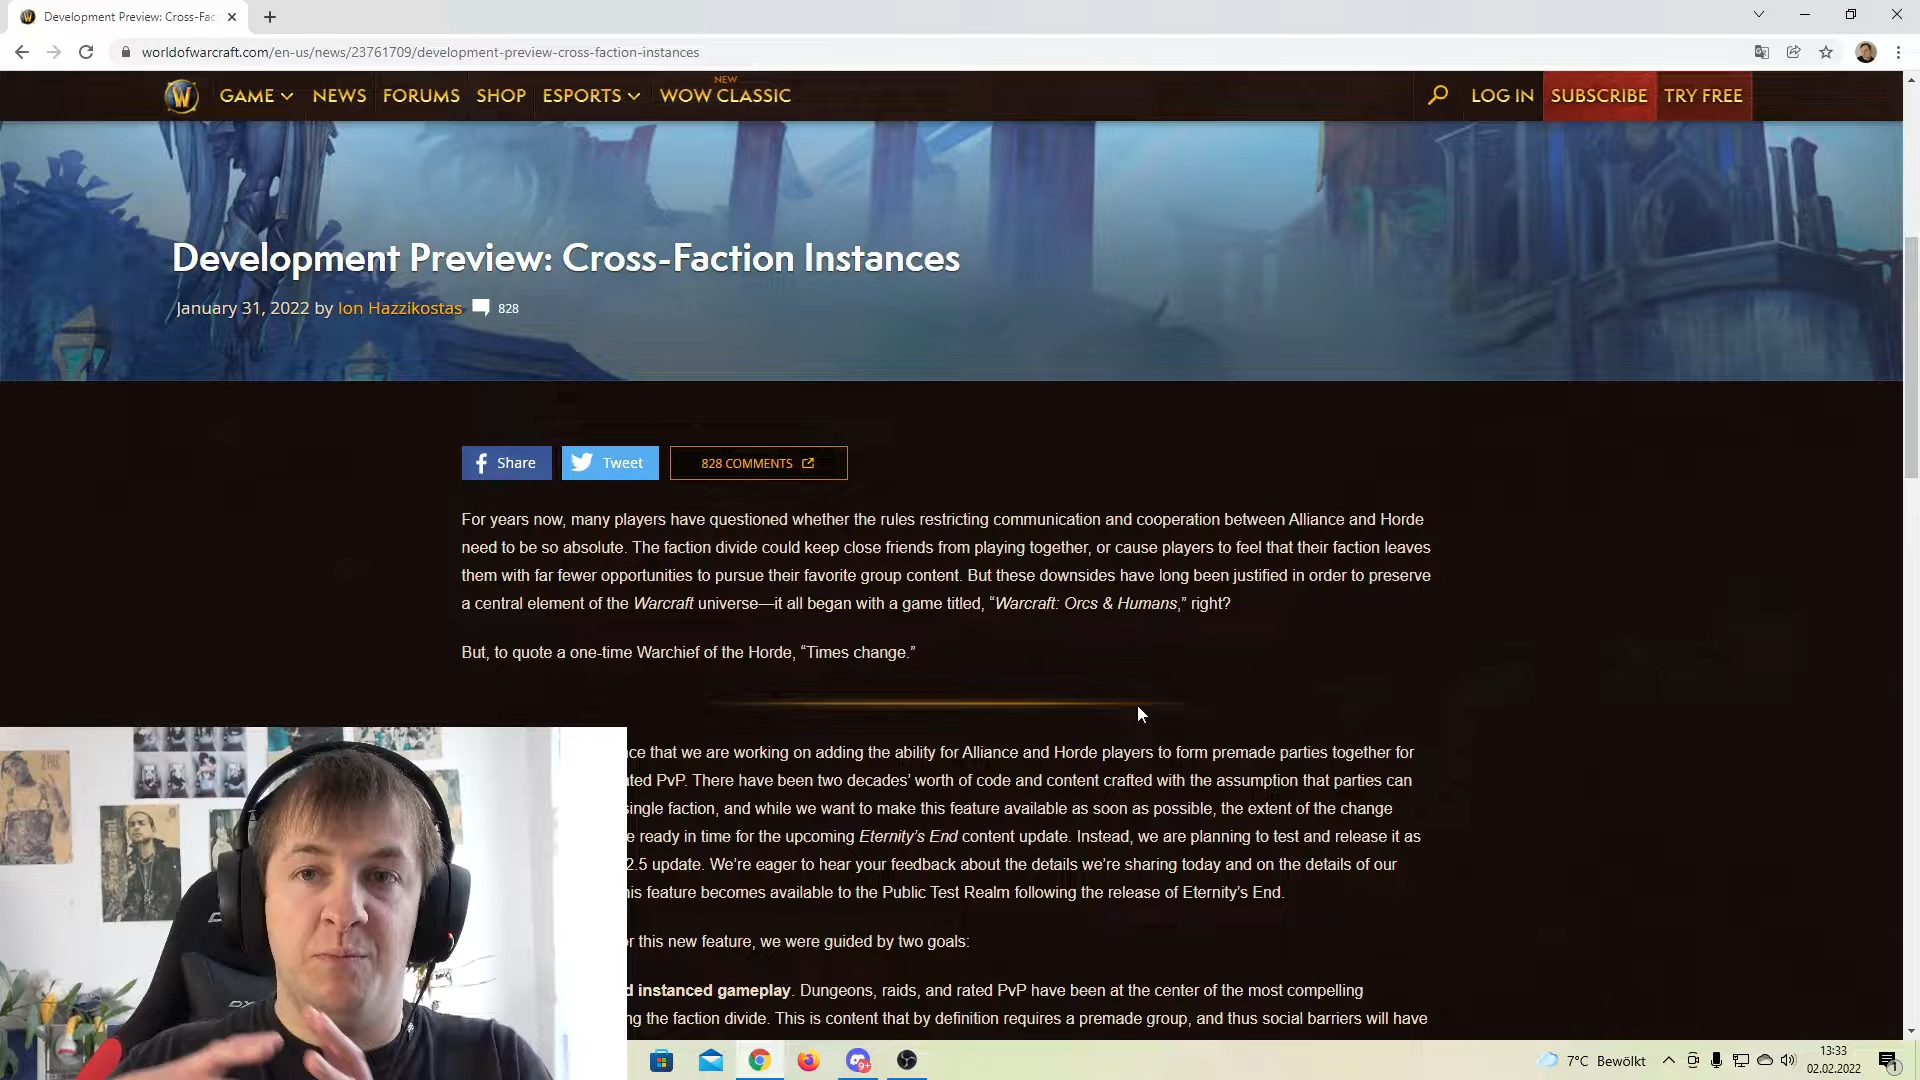 Development Preview: Cross-Fac
worldofwarcraft.com/en-us/news/23761709/development-preview-cross-faction-instances
NEW
GAME NEWS FORUMS SHOP ESPORTS WOW CLASSIC LOG IN SUBSCRIBE TRY FREE
Development Preview: Cross-Faction Instances
January 31, 2022 by Ion Hazzikostas 828
Share Tweet 828 COMMENTS
For years now, many players have questioned whether the rules restricting communication and cooperation between Alliance and Horde
need to be so absolute. The faction divide could keep close friends from playing together, or cause players to feel that their faction leaves
them with far fewer opportunities to pursue their favorite group content. But these downsides have long been justified in order to preserve
a central element of the Warcraft universe—it all began with a game titled, “Warcraft: Orcs & Humans,” right?
But, to quote a one-time Warchief of the Horde, “Times change.”
ce that we are working on adding the ability for Alliance and Horde players to form premade parties together for
ted PvP. There have been two decades’ worth of code and content crafted with the assumption that parties can
single faction, and while we want to make this feature available as soon as possible, the extent of the change
e ready in time for the upcoming Eternity’s End content update. Instead, we are planning to test and release it as
2.5 update. We’re eager to hear your feedback about the details we’re sharing today and on the details of our
is feature becomes available to the Public Test Realm following the release of Eternity’s End.
r this new feature, we were guided by two goals:
d instanced gameplay. Dungeons, raids, and rated PvP have been at the center of the most compelling
ng the faction divide. This is content that by definition requires a premade group, and thus social barriers will have
9+
7°C Bewölkt
13:33
02.02.2022
1